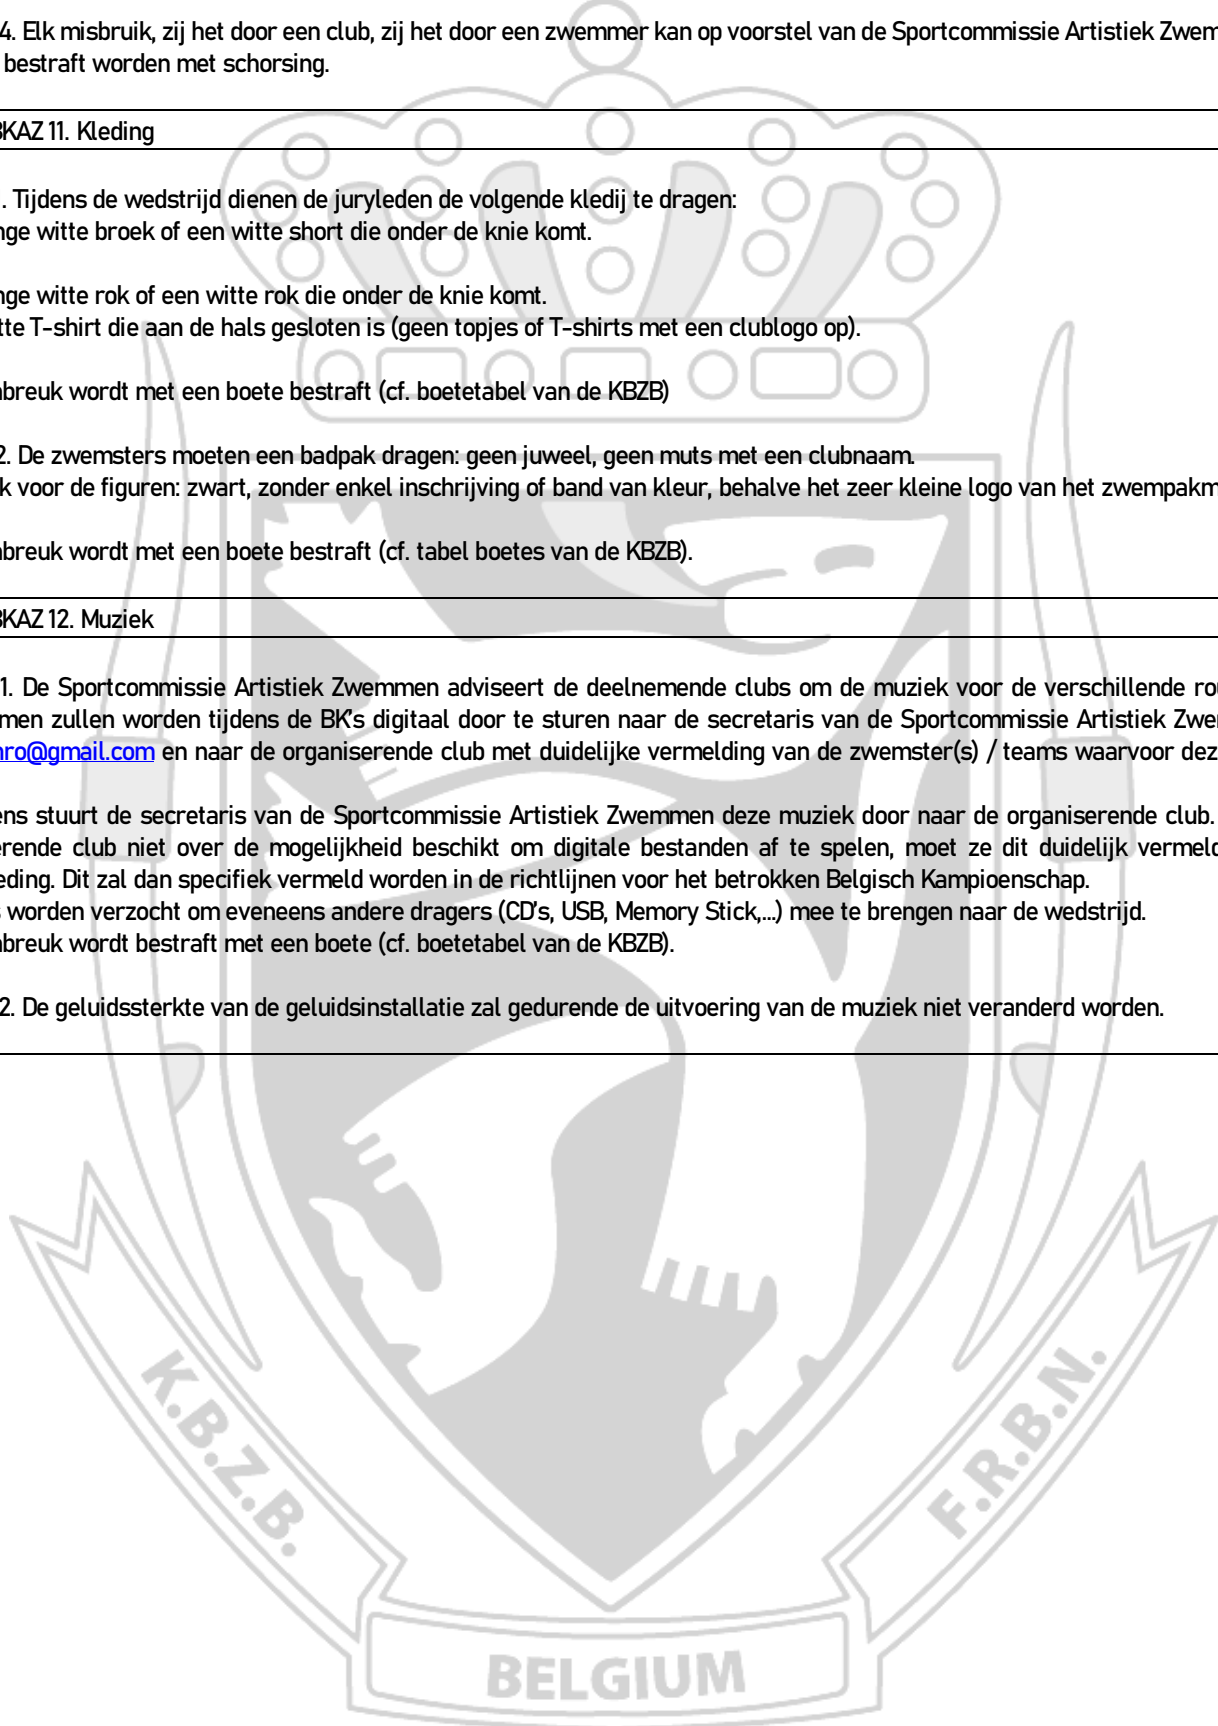 4. Elk misbruik, zij het door een club, zij het door een zwemmer kan op voorstel van de Sportcommissie Artistiek Zwem
bestraft worden met schorsing.
BKAZ 11. Kleding
. Tijdens de wedstrijd dienen de juryleden de volgende kledij te dragen:
nge witte broek of een witte short die onder de knie komt.
nge witte rok of een witte rok die onder de knie komt.
tte T-shirt die aan de hals gesloten is (geen topjes of T-shirts met een clublogo op).
nbreuk wordt met een boete bestraft (cf. boetetabel van de KBZB)
2. De zwemsters moeten een badpak dragen: geen juweel, geen muts met een clubnaam.
k voor de figuren: zwart, zonder enkel inschrijving of band van kleur, behalve het zeer kleine logo van het zwempakm
nbreuk wordt met een boete bestraft (cf. tabel boetes van de KBZB).
BKAZ 12. Muziek
1. De Sportcommissie Artistiek Zwemmen adviseert de deelnemende clubs om de muziek voor de verschillende rou
men zullen worden tijdens de BK's digitaal door te sturen naar de secretaris van de Sportcommissie Artistiek Zwe
nro@gmail.com en naar de organiserende club met duidelijke vermelding van de zwemster(s) / teams waarvoor dez
ens stuurt de secretaris van de Sportcommissie Artistiek Zwemmen deze muziek door naar de organiserende club.
erende club niet over de mogelijkheid beschikt om digitale bestanden af te spelen, moet ze dit duidelijk vermeld
eding. Dit zal dan specifiek vermeld worden in de richtlijnen voor het betrokken Belgisch Kampioenschap.
s worden verzocht om eveneens andere dragers (CD's, USB, Memory Stick,...) mee te brengen naar de wedstrijd.
nbreuk wordt bestraft met een boete (cf. boetetabel van de KBZB).
2. De geluidssterkte van de geluidsinstallatie zal gedurende de uitvoering van de muziek niet veranderd worden.
K.B.Z.B.
F.R.B.N.
BELGIUM